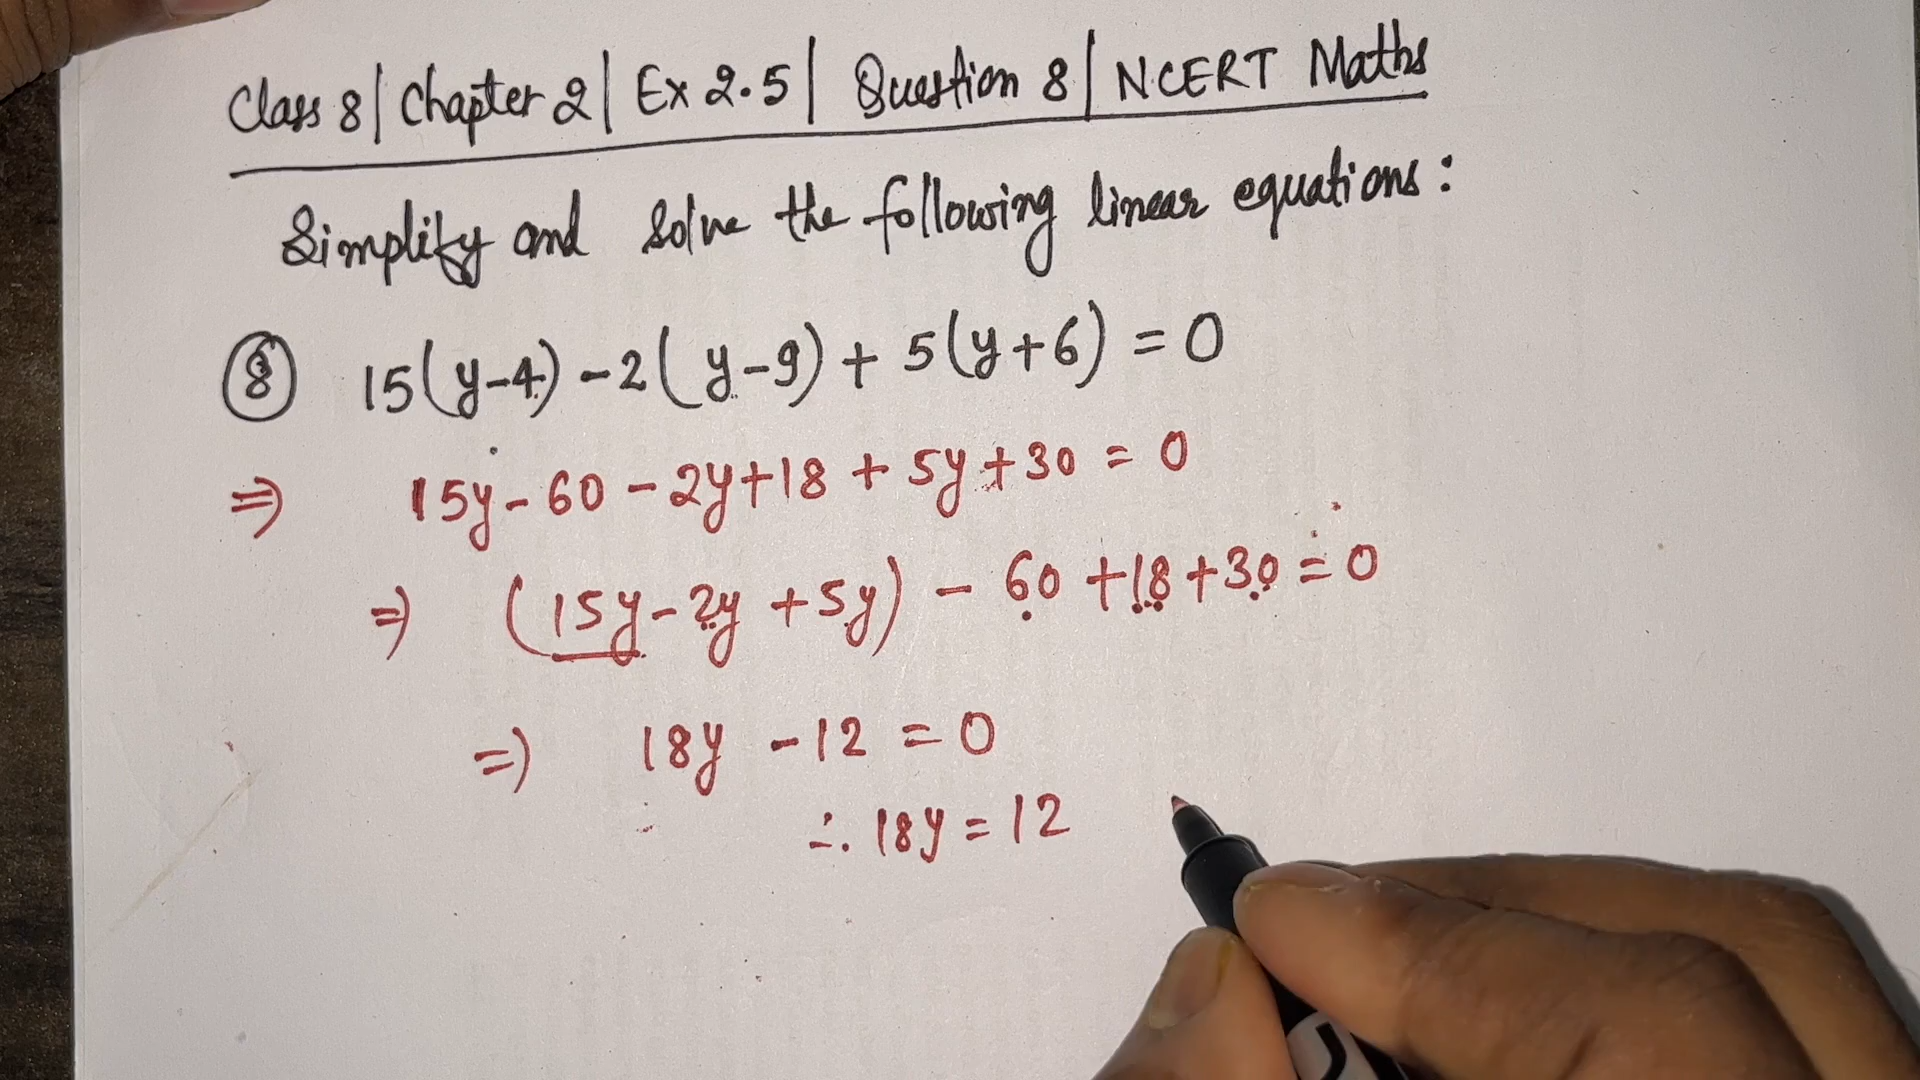 Class 8 | Chapter 2 | Ex 2.5 | Question 8 | NCERT Maths
Simplify and solve the following linear equations:
⑧ 15(y-4) - 2(y-9) + 5(y+6) = 0
⇒ 15y - 60 - 2y + 18 + 5y + 30 = 0
⇒ (15y - 2y + 5y) - 60 + 18 + 30 = 0
⇒ 18y - 12 = 0
∴ 18y = 12